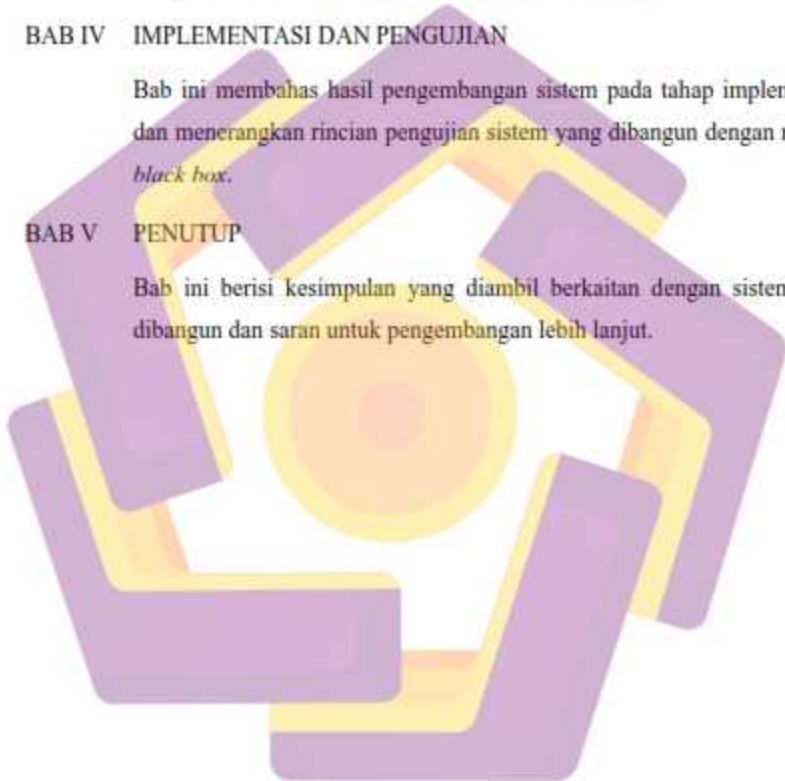 BAB IV IMPLEMENTASI DAN PENGUJIAN
Bab ini membahas hasil pengembangan sistem pada tahap
dan menerangkan rincian pengujian sistem yang dibangun dengan
black box.
BAB V PENUTUP
Bab ini berisi kesimpulan yang diambil berkaitan dengan sistem
dibangun dan saran untuk pengembangan lebih lanjut.